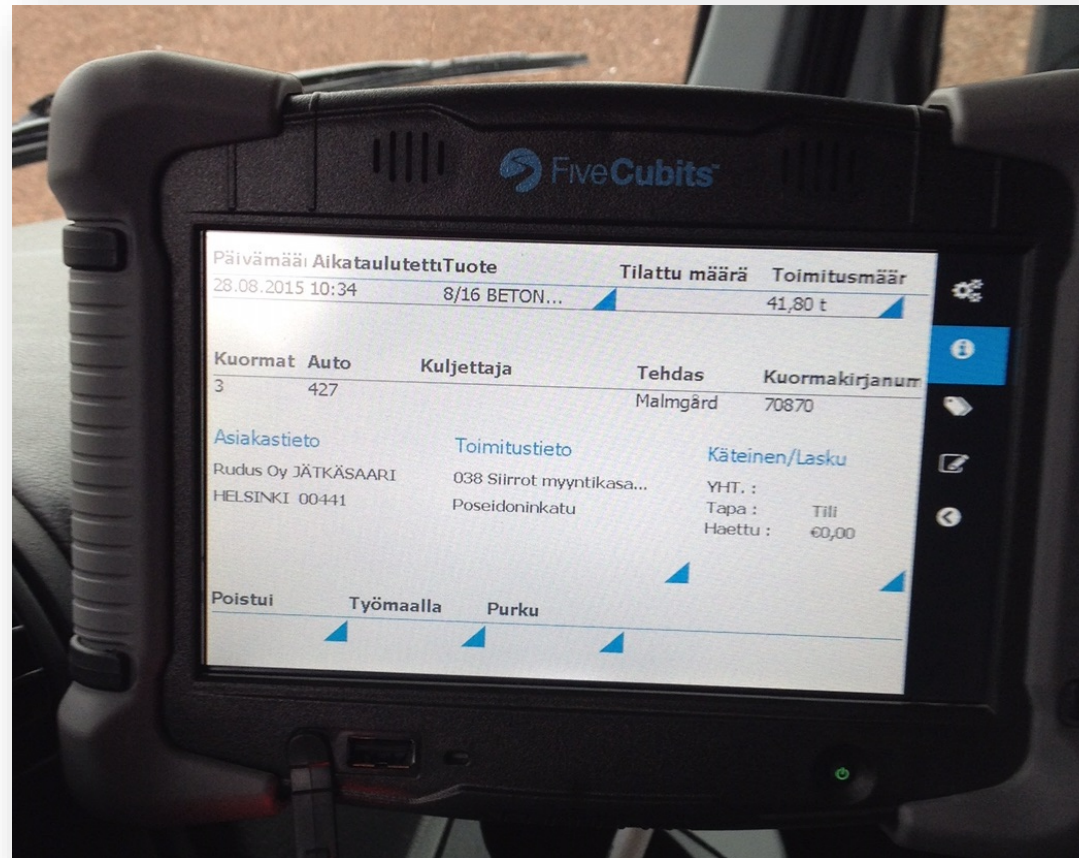 FiveCubits
Päivämääı Aikataulutettı Tuote Tilattu määrä Toimitusmäär
28.08.2015 10:34 8/16 BETON... 41,80 t
Kuormat Auto Kuljettaja Tehdas Kuormakirjanum
3 427 Malmgård 70870
Asiakastieto Toimitustieto Käteinen/Lasku
Rudus Oy JÄTKÄSAARI 038 Siirrot myyntikasa... YHT. :
HELSINKI 00441 Poseidoninkatu Tapa : Tili
Haettu : €0,00
Poistui Työmaalla Purku